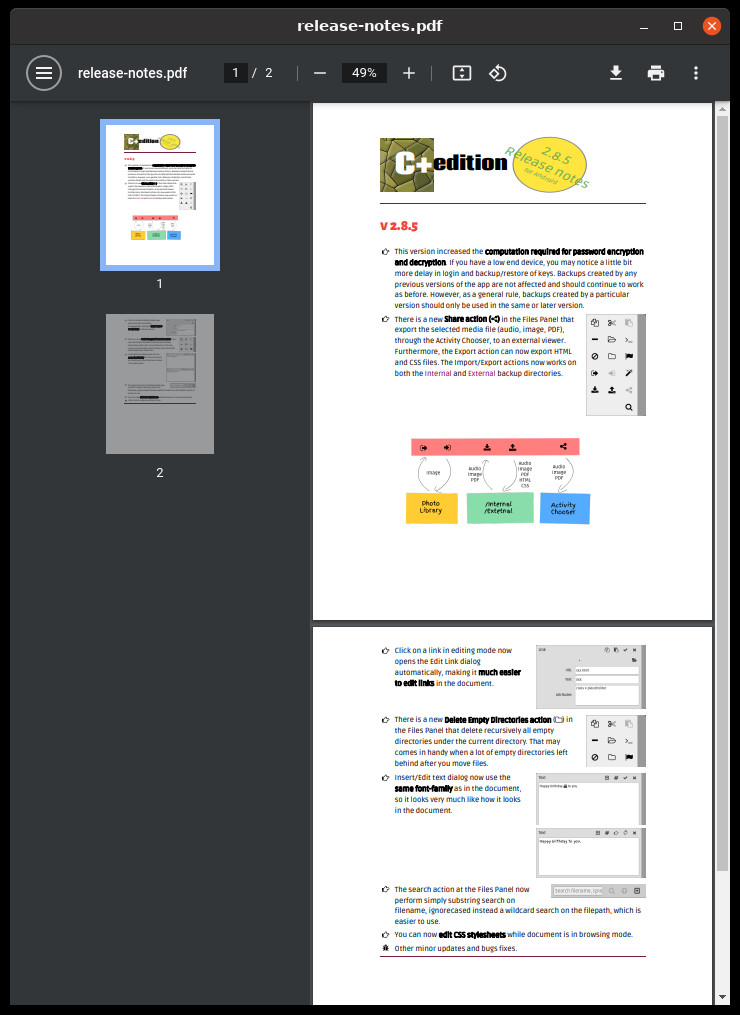 release-notes.pdf
release-notes.pdf
1 / 2
49%
1
2
C+edition
2.8.5
Release notes
for Android
V 2.8.5
This version increased the computation required for password encryption
and decryption. If you have a low end device, you may notice a little bit
more delay in login and backup/restore of keys. Backups created by any
previous versions of the app are not affected and should continue to work
as before. However, as a general rule, backups created by a particular
version should only be used in the same or later version.
There is a new Share action () in the Files Panel that
export the selected media file (audio, image, PDF),
through the Activity Chooser, to an external viewer.
Furthermore, the Export action can now export HTML
and CSS files. The Import/Export actions now works on
both the Internal and External backup directories.
Image
Audio
Image
PDF
Audio
Image
PDF
HTML
CSS
Audio
Image
PDF
Photo
Library
/Internal
/Extetnal
Activity
Chooser
Click on a link in editing mode now
opens the Edit Link dialog
automatically, making it much easier
to edit links in the document.
Link
URL
Text
Attributes
There is a new Delete Empty Directories action () in
the Files Panel that delete recursively all empty
directories under the current directory. That may
comes in handy when a lot of empty directories left
behind after you move files.
Insert/Edit text dialog now use the
same font-family as in the document,
so it looks very much like how it looks
in the document.
Text
Happy birthday to you
Text
Happy birthday to you.
The search action at the Files Panel now
perform simply substring search on
filename, ignorecased instead a wildcard search on the filepath, which is
easier to use.
Search filename,
You can now edit CSS stylesheets while document is in browsing mode.
Other minor updates and bugs fixes.